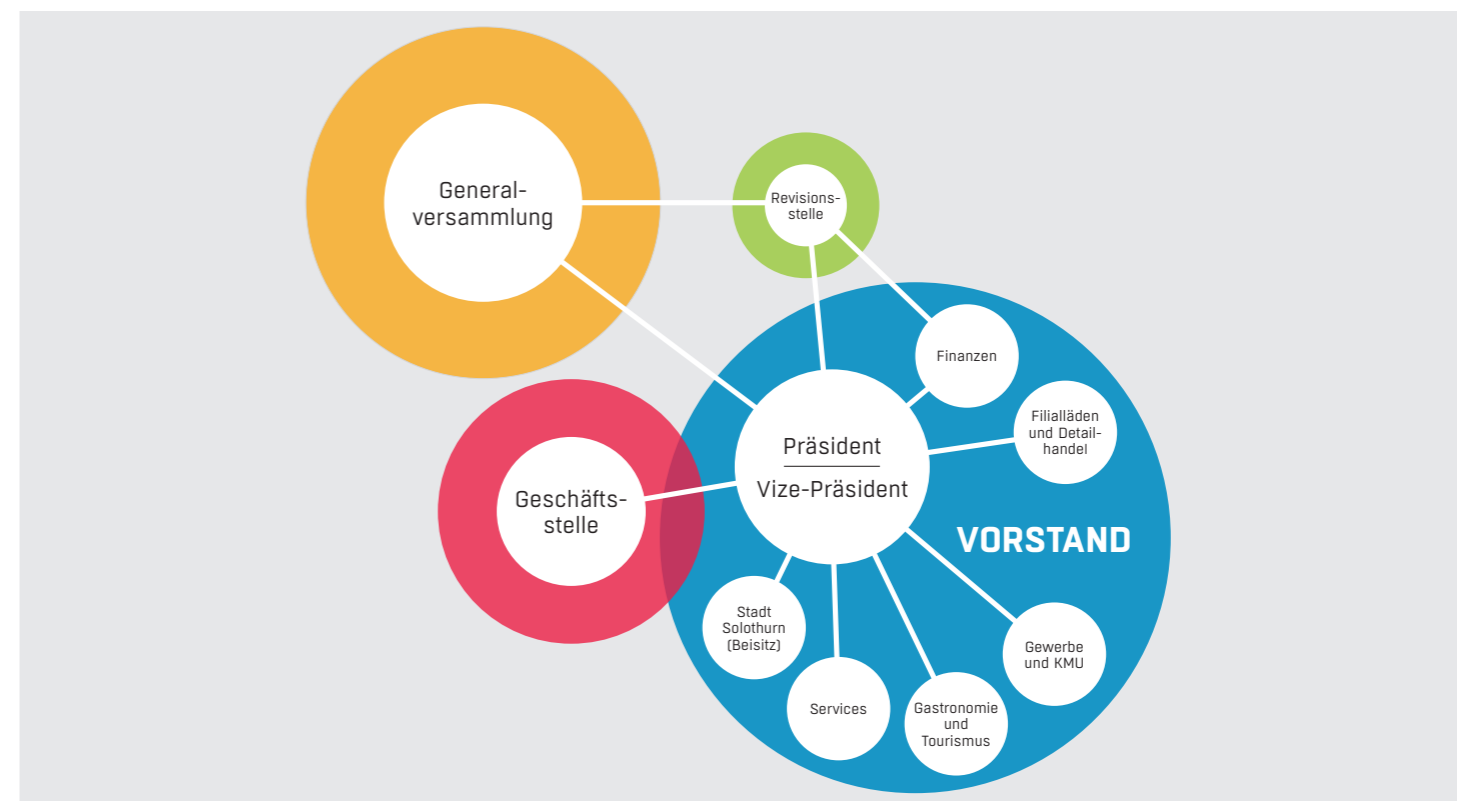 General-
versammlung
Revisions-
stelle
Finanzen
Filialläden
und Detail-
handel
Präsident
Vize-Präsident
Geschäfts-
stelle
VORSTAND
Stadt
Solothurn
(Beisitz)
Services
Gastronomie
und
Tourismus
Gewerbe
und KMU